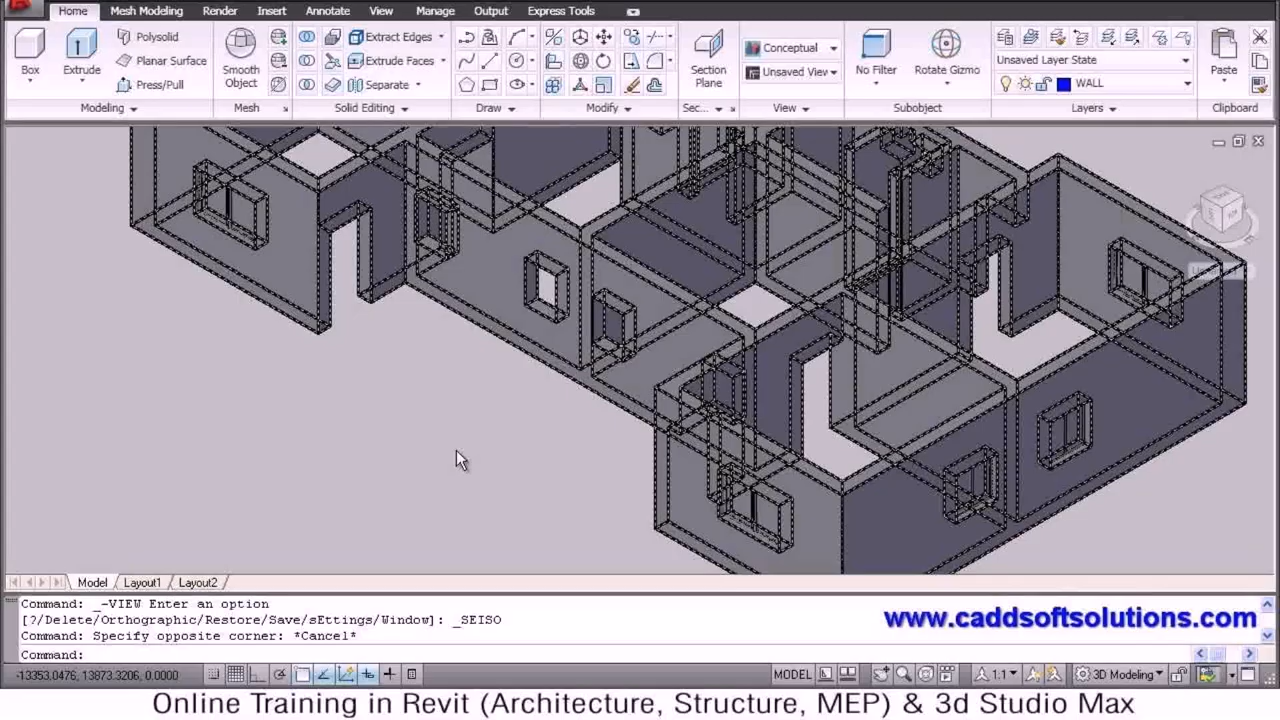 Home Mesh Modeling Render Insert Annotate View Manage Output Express Tools
Box
Extrude
Polysolid
Planar Surface
Press/Pull
Smooth Object
Extract Edges
Extrude Faces
Separate
Section Plane
Conceptual
Unsaved View
No Filter
Rotate Gizmo
Unsaved Layer State
WALL
Paste
Modeling Mesh Solid Editing Draw Modify Sec... View Subobject Layers Clipboard
Model Layout1 Layout2
Command: _-VIEW Enter an option
[?/Delete/Orthographic/Restore/Save/sEttings/Window]: _SEISO
Command: Specify opposite corner: *Cancel*
Command:
www.caddsoftsolutions.com
-13353.0476, 13873.3206, 0.0000 MODEL 1:1 3D Modeling
Online Training in Revit (Architecture, Structure, MEP) & 3d Studio Max